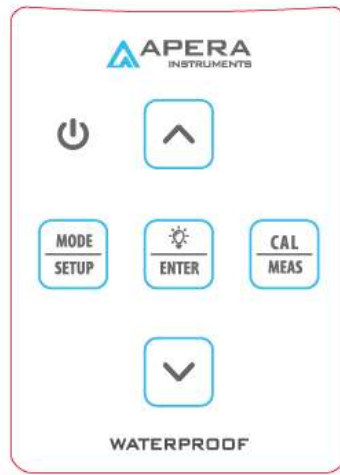 APERA
INSTRUMENTS
MODE
SETUP
ENTER
CAL
MEAS
WATERPROOF